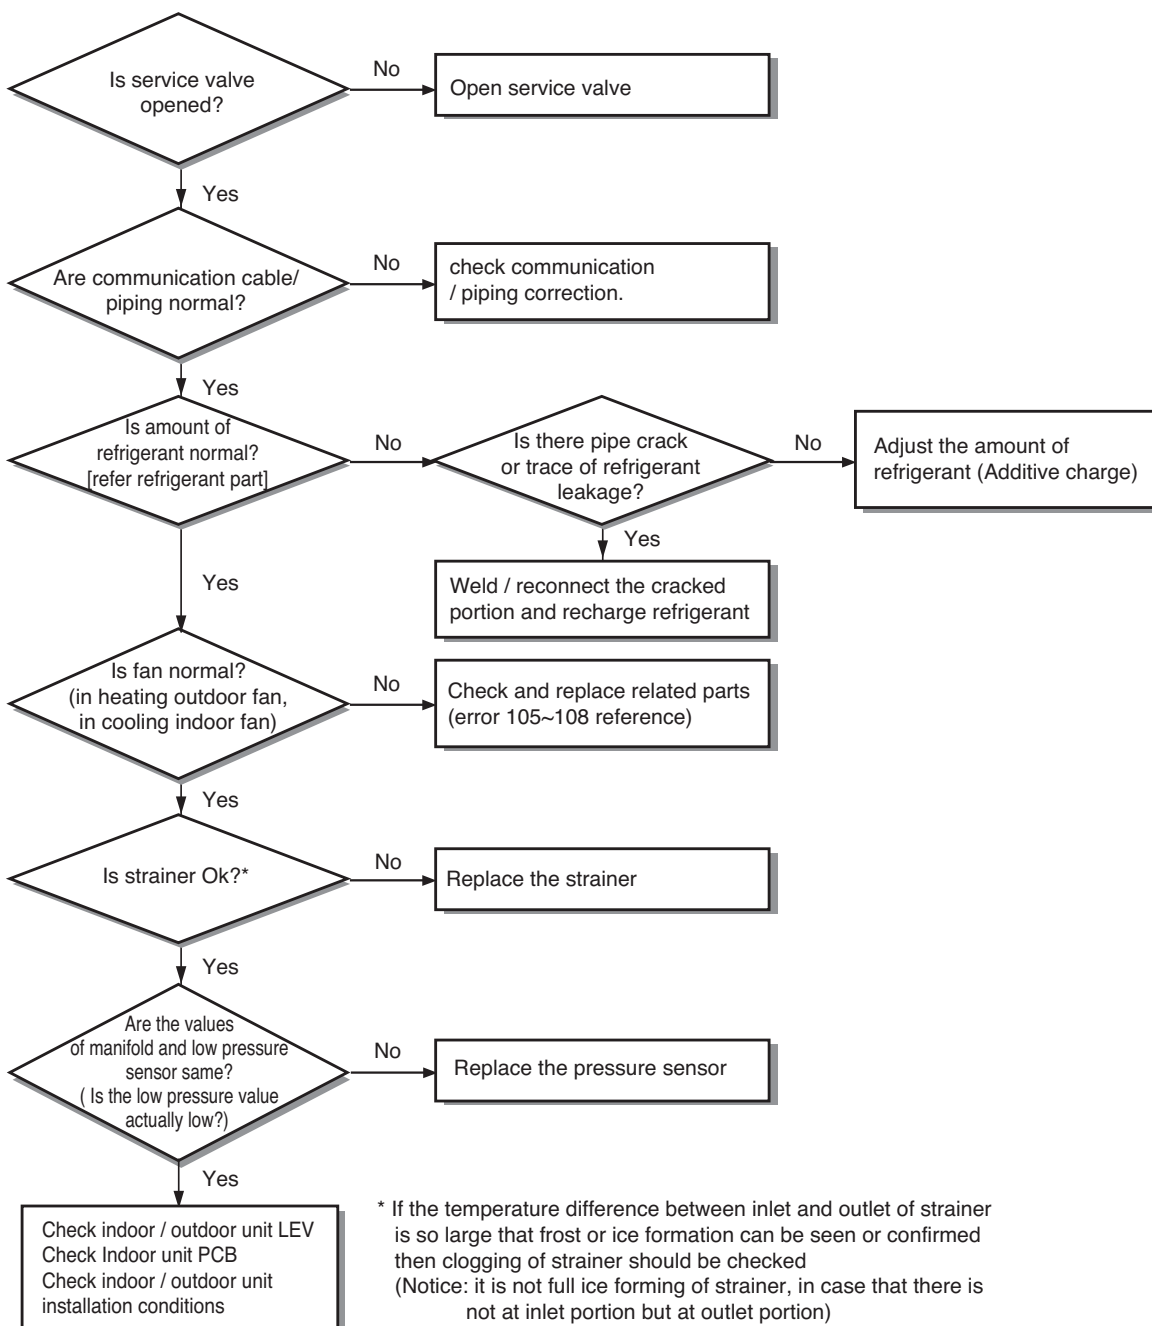 Is service valve
opened?
No
Open service valve
Yes
Are communication cable/
piping normal?
No
check communication
/ piping correction.
Yes
Is amount of
refrigerant normal?
[refer refrigerant part]
No
Is there pipe crack
or trace of refrigerant
leakage?
No
Adjust the amount of
refrigerant (Additive charge)
Yes
Weld / reconnect the cracked
portion and recharge refrigerant
Yes
Is fan normal?
(in heating outdoor fan,
in cooling indoor fan)
No
Check and replace related parts
(error 105~108 reference)
Yes
Is strainer Ok?*
No
Replace the strainer
Yes
Are the values
of manifold and low pressure
sensor same?
( Is the low pressure value
actually low?)
No
Replace the pressure sensor
Yes
Check indoor / outdoor unit LEV
Check Indoor unit PCB
Check indoor / outdoor unit
installation conditions
* If the temperature difference between inlet and outlet of strainer
is so large that frost or ice formation can be seen or confirmed
then clogging of strainer should be checked
(Notice: it is not full ice forming of strainer, in case that there is
not at inlet portion but at outlet portion)